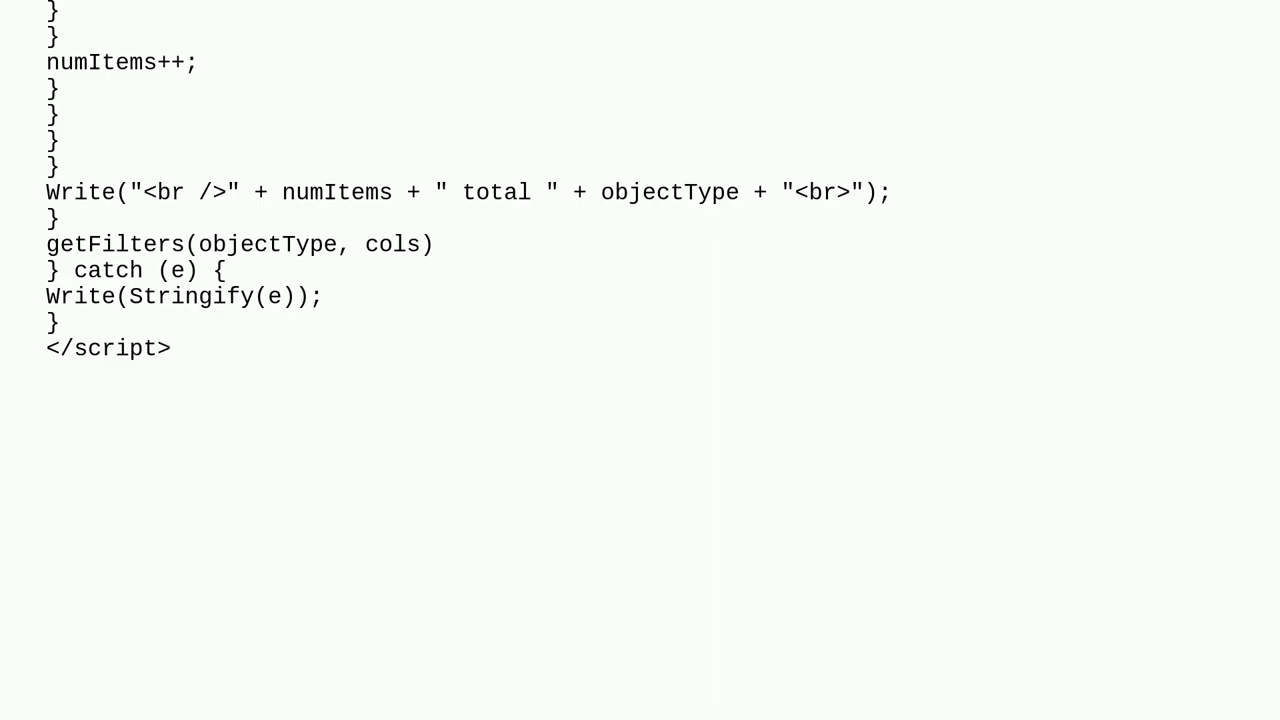 }
}
numItems++;
}
}
}
}
Write("<br />" + numItems + " total " + objectType + "<br>");
}
getFilters(objectType, cols)
} catch (e) {
Write(Stringify(e));
}
</script>